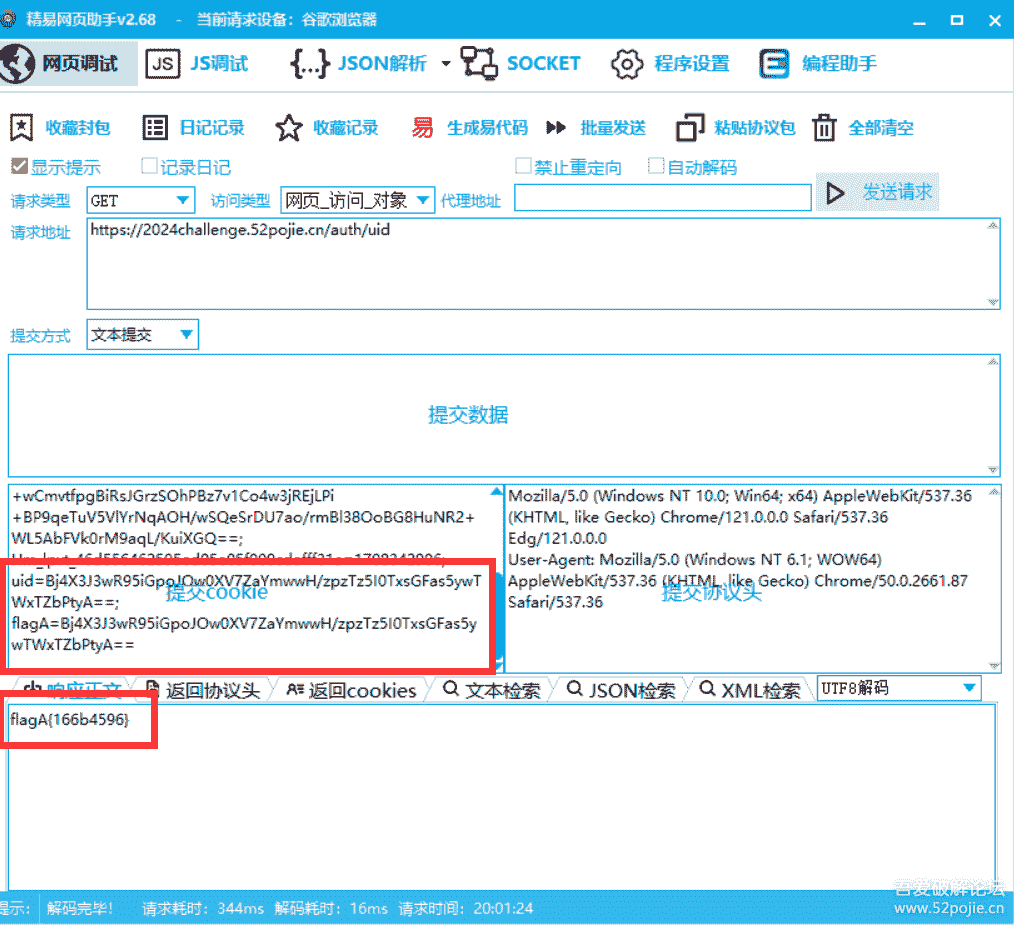 精易网页助手v2.68 - 当前请求设备：谷歌浏览器
网页调试 JS JS调试 {...} JSON解析 SOCKET 程序设置 编程助手
收藏封包 日记记录 收藏记录 易 生成易代码 批量发送 粘贴协议包 全部清空
显示提示 记录日记 禁止重定向 自动解码
请求类型 GET 访问类型 网页_访问_对象 代理地址 发送请求
请求地址 https://2024challenge.52pojie.cn/auth/uid
提交方式 文本提交
提交数据
+wCmvtfpgBiRsJGrzSOhPBz7v1Co4w3jREjLPi
+BP9qeTuV5VlYrNqAOH/wSQeSrDU7ao/rmBl38OoBG8HuNR2+
WL5AbFVk0rM9aqL/KuiXGQ==;
uid=Bj4X3J3wR95iGpoJOw0XV7ZaYmwwH/zpzTz5I0TxsGFas5ywT
WxTZbPtyA==;
flagA=Bj4X3J3wR95iGpoJOw0XV7ZaYmwwH/zpzTz5I0TxsGFas5y
wTWxTZbPtyA==
提交cookie
Mozilla/5.0 (Windows NT 10.0; Win64; x64) AppleWebKit/537.36
(KHTML, like Gecko) Chrome/121.0.0.0 Safari/537.36
Edg/121.0.0.0
User-Agent: Mozilla/5.0 (Windows NT 6.1; WOW64)
AppleWebKit/537.36 (KHTML, like Gecko) Chrome/50.0.2661.87
Safari/537.36
提交协议头
响应正文 返回协议头 返回cookies 文本检索 JSON检索 XML检索 UTF8解码
flagA{166b4596}
提示： 解码完毕！ 请求耗时：344ms 解码耗时：16ms 请求时间：20:01:24
吾爱破解论坛
www.52pojie.cn